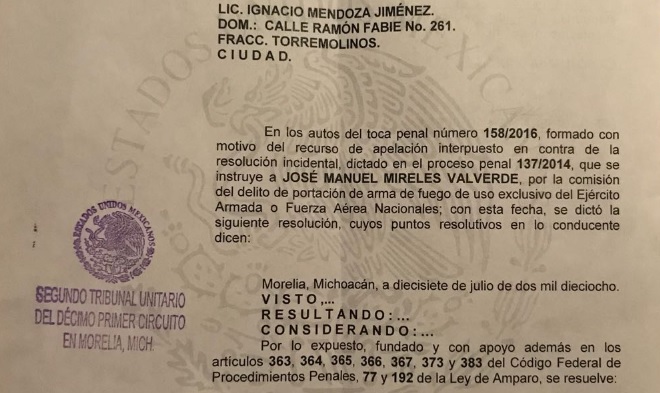 LIC. IGNACIO MENDOZA JIMÉNEZ.
DOM.: CALLE RAMÓN FABIE No. 261.
FRACC. TORREMOLINOS.
C I U D A D.
En los autos del toca penal número 158/2016, formado con
motivo del recurso de apelación interpuesto en contra de la
resolución incidental, dictado en el proceso penal 137/2014, que se
instruye a JOSÉ MANUEL MIRELES VALVERDE, por la comisión
del delito de portación de arma de fuego de uso exclusivo del Ejército
Armada o Fuerza Aérea Nacionales; con esta fecha, se dictó la
siguiente resolución, cuyos puntos resolutivos en lo conducente
dicen:
ESTADOS UNIDOS MEXICANOS
SEGUNDO TRIBUNAL UNITARIO
DEL DÉCIMO PRIMER CIRCUITO
EN MORELIA, MICH.
Morelia, Michoacán, a diecisiete de julio de dos mil dieciocho.
V I S T O ,...
R E S U L T A N D O : ...
C O N S I D E R A N D O : ...
Por lo expuesto, fundado y con apoyo además en los
artículos 363, 364, 365, 366, 367, 373 y 383 del Código Federal de
Procedimientos Penales, 77 y 192 de la Ley de Amparo, se resuelve: